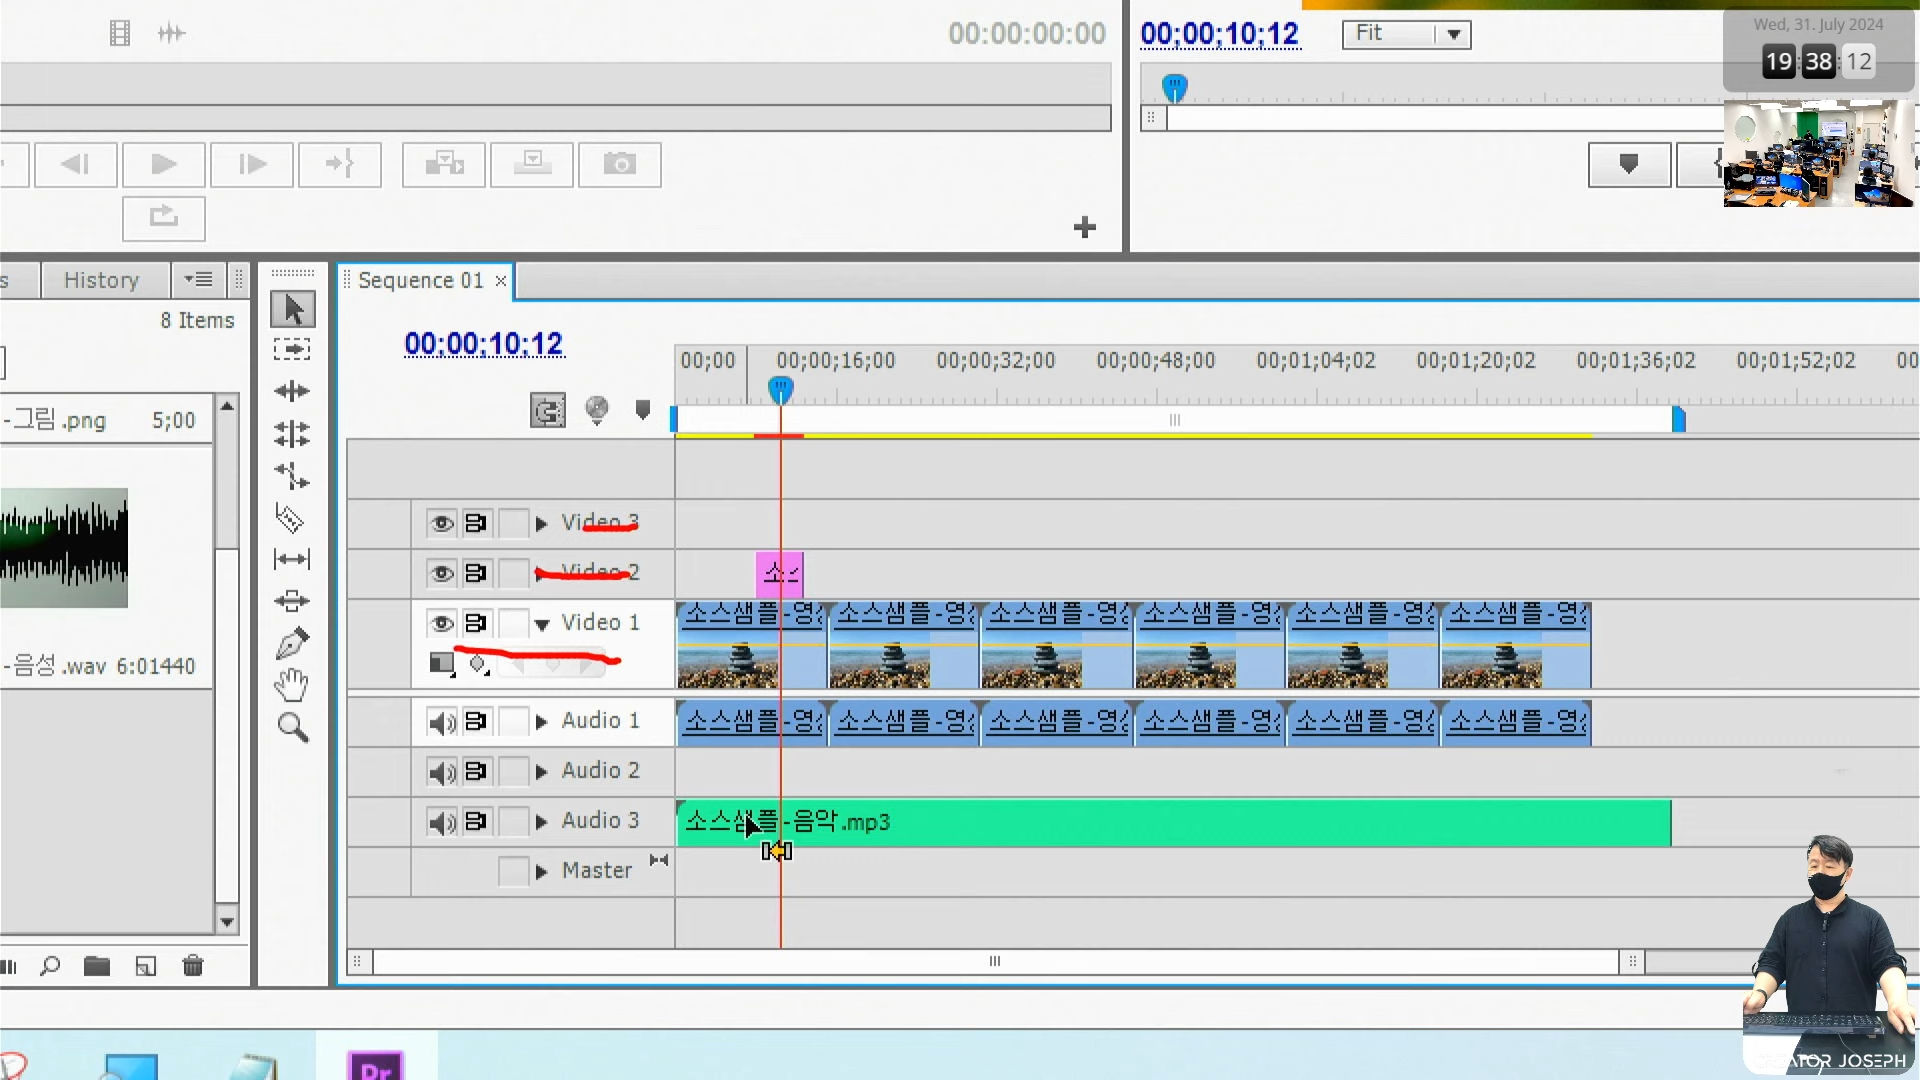 00:00:00:00
00;00;10;12
Fit
Wed, 31. July 2024
19:38:12
s
History
Sequence 01
8 Items
00;00;10;12
00;00
00;00;16;00
00;00;32;00
00;00;48;00
00;01;04;02
00;01;20;02
00;01;36;02
00;01;52;02
00
-그림.png
5;00
Video 3
Video 2
소스
Video 1
소스샘플-영상
소스샘플-영상
소스샘플-영상
소스샘플-영상
소스샘플-영상
소스샘플-영상
-음성.wav
6:01440
Audio 1
소스샘플-영상
소스샘플-영상
소스샘플-영상
소스샘플-영상
소스샘플-영상
소스샘플-영상
Audio 2
Audio 3
소스샘플-음악.mp3
Master
Pr
ATOR JOSEPH